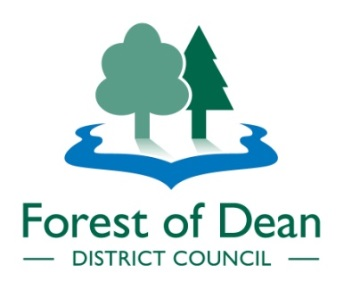 Forest of Dean
— DISTRICT COUNCIL —